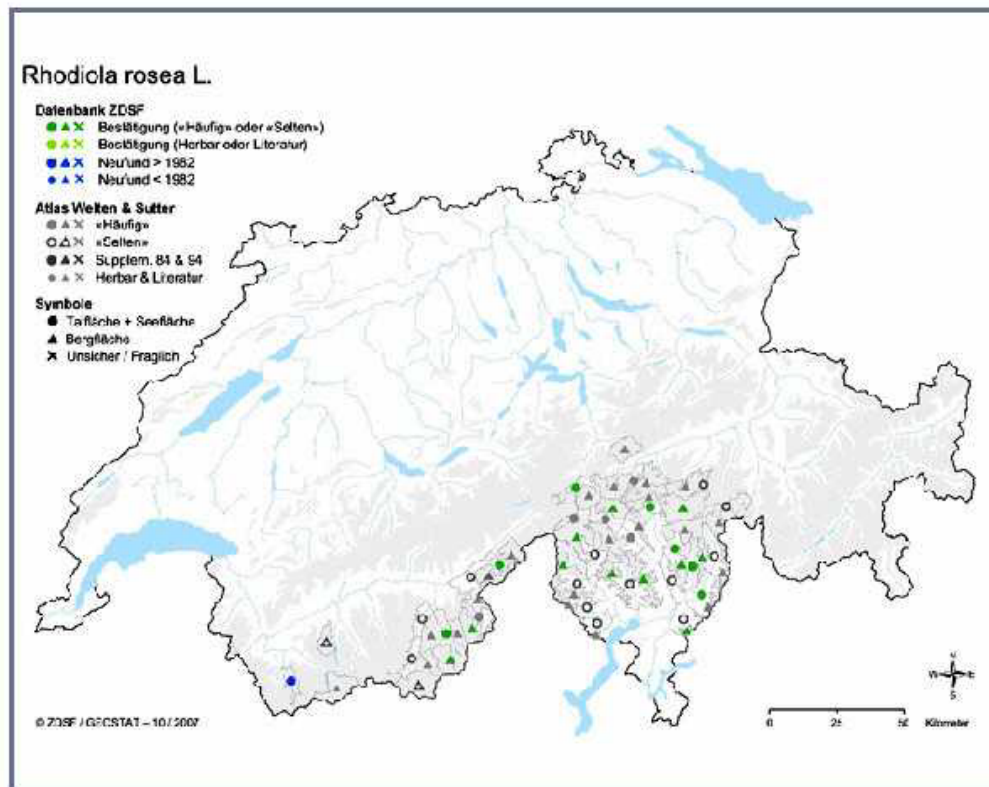 Rhodiola rosea L.
Datenbank ZDSF
Bestätigung («Häufig» oder «Selten»)
Bestätigung (Herbar oder Literatur)
Neufund > 1982
Neufund < 1982
Atlas Welten & Sutter
«Häufig»
«Selten»
Supplem. 84 & 94
Herbar & Literatur
Symbole
Talfläche + Seefläche
Bergfläche
Unsicher / Fraglich
N
W E
S
0 25 50 Kilometer
© ZDSF / GEOSTAT – 10 / 2007